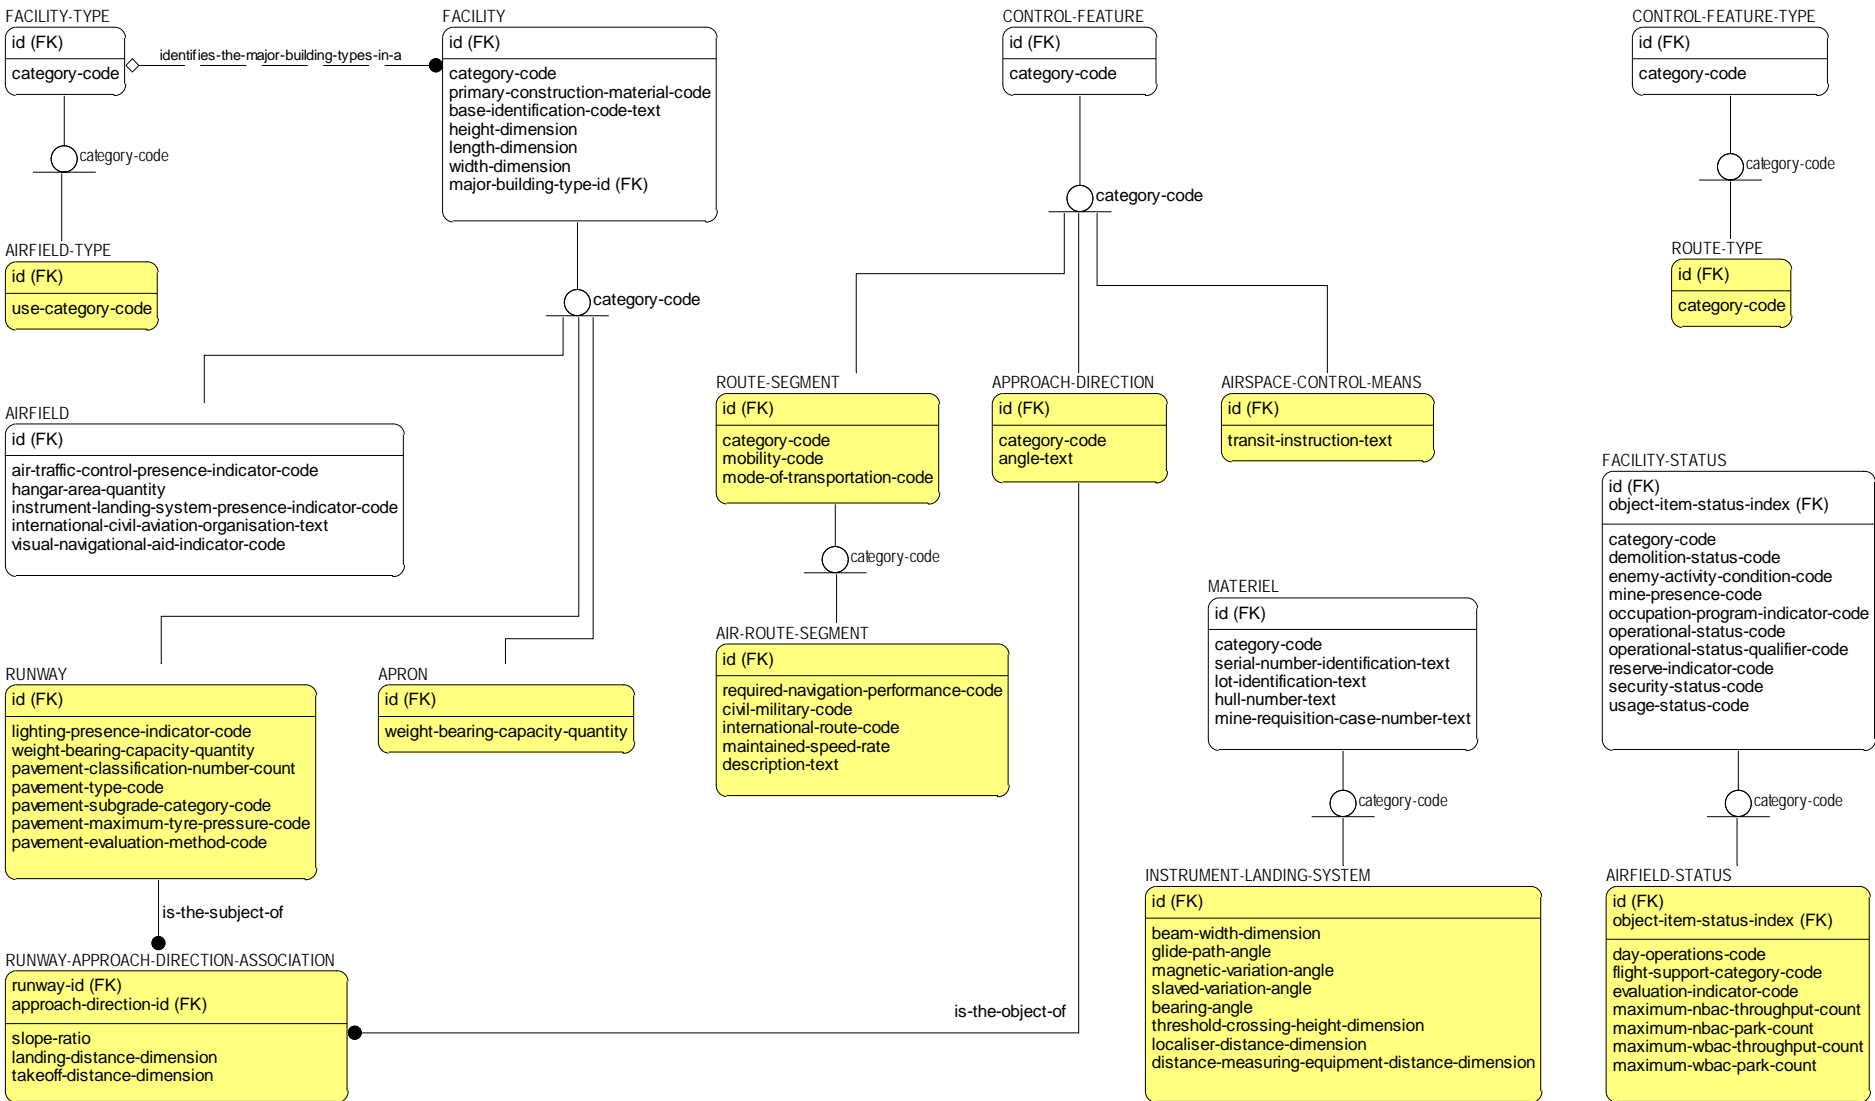 FACILITY-TYPE
id (FK)
category-code
identifies-the-major-building-types-in-a
FACILITY
id (FK)
category-code
primary-construction-material-code
base-identification-code-text
height-dimension
length-dimension
width-dimension
major-building-type-id (FK)
CONTROL-FEATURE
id (FK)
category-code
CONTROL-FEATURE-TYPE
id (FK)
category-code
category-code
category-code
category-code
category-code
AIRFIELD-TYPE
id (FK)
use-category-code
ROUTE-TYPE
id (FK)
category-code
AIRFIELD
id (FK)
air-traffic-control-presence-indicator-code
hangar-area-quantity
instrument-landing-system-presence-indicator-code
international-civil-aviation-organisation-text
visual-navigational-aid-indicator-code
ROUTE-SEGMENT
id (FK)
category-code
mobility-code
mode-of-transportation-code
APPROACH-DIRECTION
id (FK)
category-code
angle-text
AIRSPACE-CONTROL-MEANS
id (FK)
transit-instruction-text
FACILITY-STATUS
id (FK)
object-item-status-index (FK)
category-code
demolition-status-code
enemy-activity-condition-code
mine-presence-code
occupation-program-indicator-code
operational-status-code
operational-status-qualifier-code
reserve-indicator-code
security-status-code
usage-status-code
category-code
MATERIEL
id (FK)
category-code
serial-number-identification-text
lot-identification-text
hull-number-text
mine-requisition-case-number-text
AIR-ROUTE-SEGMENT
id (FK)
required-navigation-performance-code
civil-military-code
international-route-code
maintained-speed-rate
description-text
RUNWAY
id (FK)
lighting-presence-indicator-code
weight-bearing-capacity-quantity
pavement-classification-number-count
pavement-type-code
pavement-subgrade-category-code
pavement-maximum-tyre-pressure-code
pavement-evaluation-method-code
APRON
id (FK)
weight-bearing-capacity-quantity
category-code
category-code
is-the-subject-of
INSTRUMENT-LANDING-SYSTEM
id (FK)
beam-width-dimension
glide-path-angle
magnetic-variation-angle
slaved-variation-angle
bearing-angle
threshold-crossing-height-dimension
localiser-distance-dimension
distance-measuring-equipment-distance-dimension
AIRFIELD-STATUS
id (FK)
object-item-status-index (FK)
day-operations-code
flight-support-category-code
evaluation-indicator-code
maximum-nbac-throughput-count
maximum-nbac-park-count
maximum-wbac-throughput-count
maximum-wbac-park-count
RUNWAY-APPROACH-DIRECTION-ASSOCIATION
runway-id (FK)
approach-direction-id (FK)
slope-ratio
landing-distance-dimension
takeoff-distance-dimension
is-the-object-of